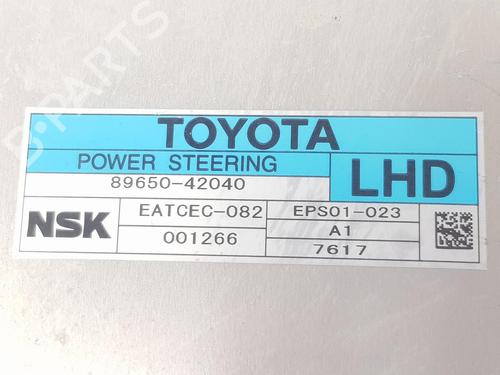 TOYOTA
POWER STEERING
89650-42040
LHD
NSK
EATCEC-082
EPS01-023
001266
A1
7617
B-PARTS